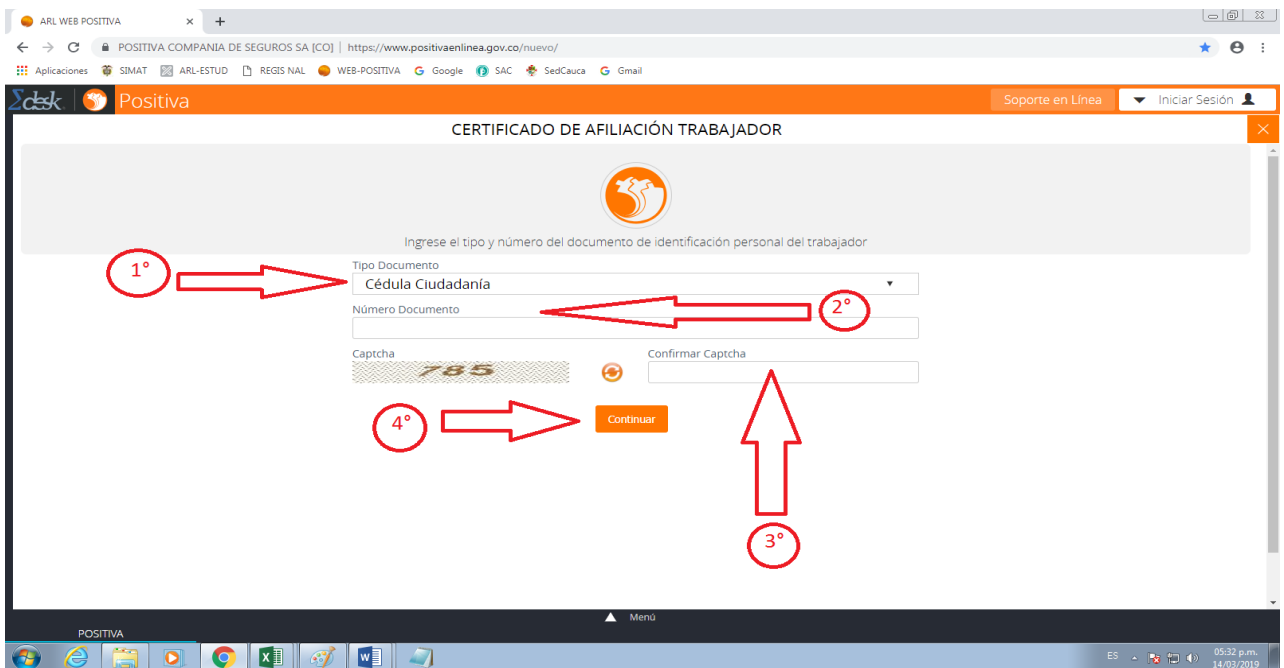 ARL WEB POSITIVA
POSITIVA COMPANIA DE SEGUROS SA [CO] | https://www.positivaenlinea.gov.co/nuevo/
Aplicaciones SIMAT ARL-ESTUD REGIS NAL WEB-POSITIVA Google SAC SedCauca Gmail
Σdesk Positiva Soporte en Línea Iniciar Sesión
CERTIFICADO DE AFILIACIÓN TRABAJADOR
Ingrese el tipo y número del documento de identificación personal del trabajador
1°
Tipo Documento
Cédula Ciudadanía
Número Documento
2°
Captcha Confirmar Captcha
785
4°
Continuar
3°
Menú
POSITIVA
ES 05:32 p.m.
14/03/2019